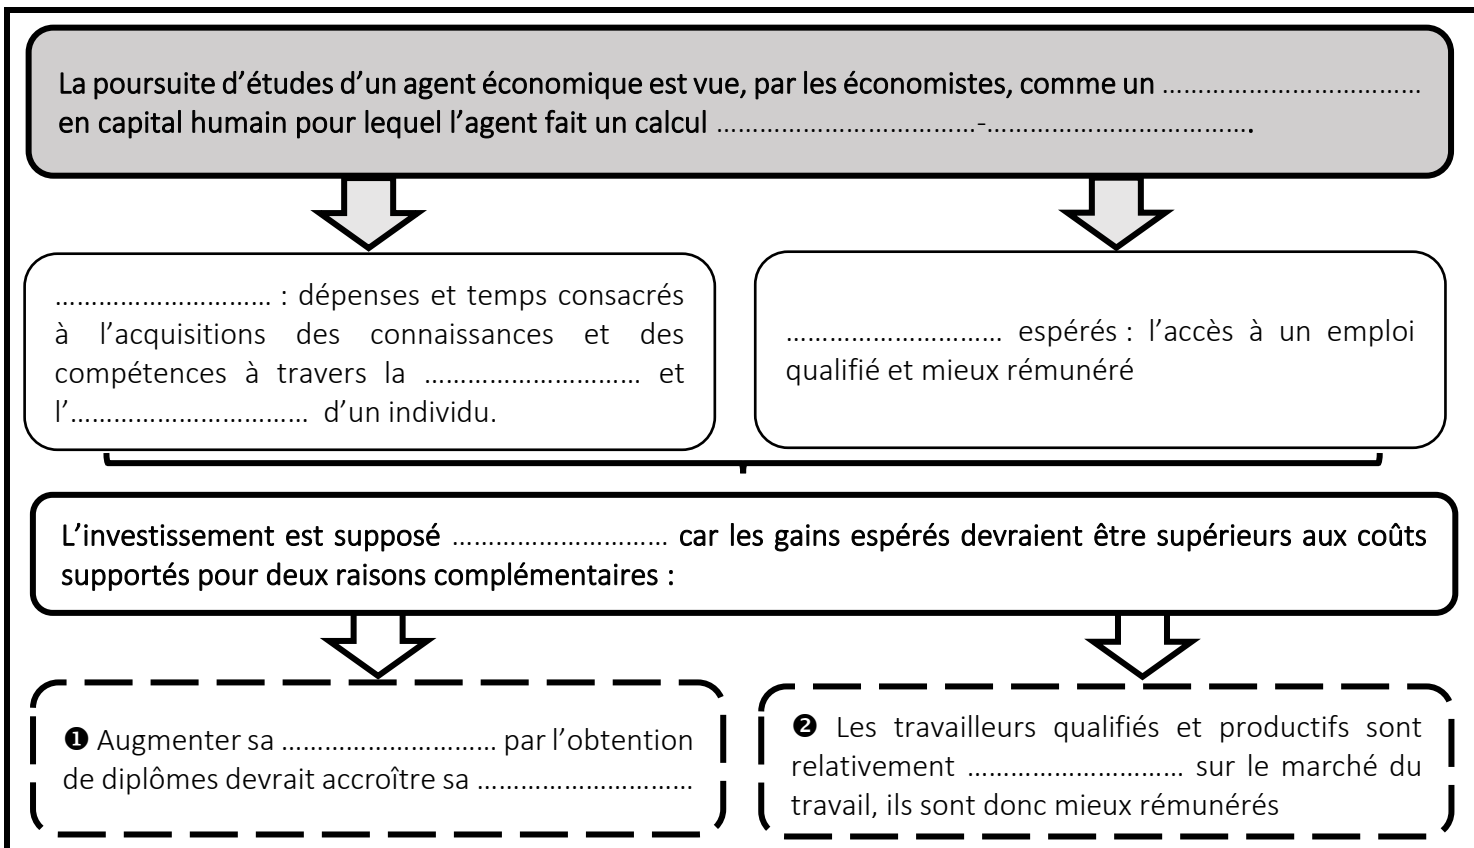 La poursuite d’études d’un agent économique est vue, par les économistes, comme un ……………………………
en capital humain pour lequel l’agent fait un calcul ……………………………-…………………………….
………………………… : dépenses et temps consacrés
à l’acquisitions des connaissances et des
compétences à travers la ………………………… et
l’………………………… d’un individu.
………………………… espérés : l’accès à un emploi
qualifié et mieux rémunéré
L’investissement est supposé ………………………… car les gains espérés devraient être supérieurs aux coûts
supportés pour deux raisons complémentaires :
❶ Augmenter sa ………………………… par l’obtention
de diplômes devrait accroître sa …………………………
❷ Les travailleurs qualifiés et productifs sont
relativement ………………………… sur le marché du
travail, ils sont donc mieux rémunérés